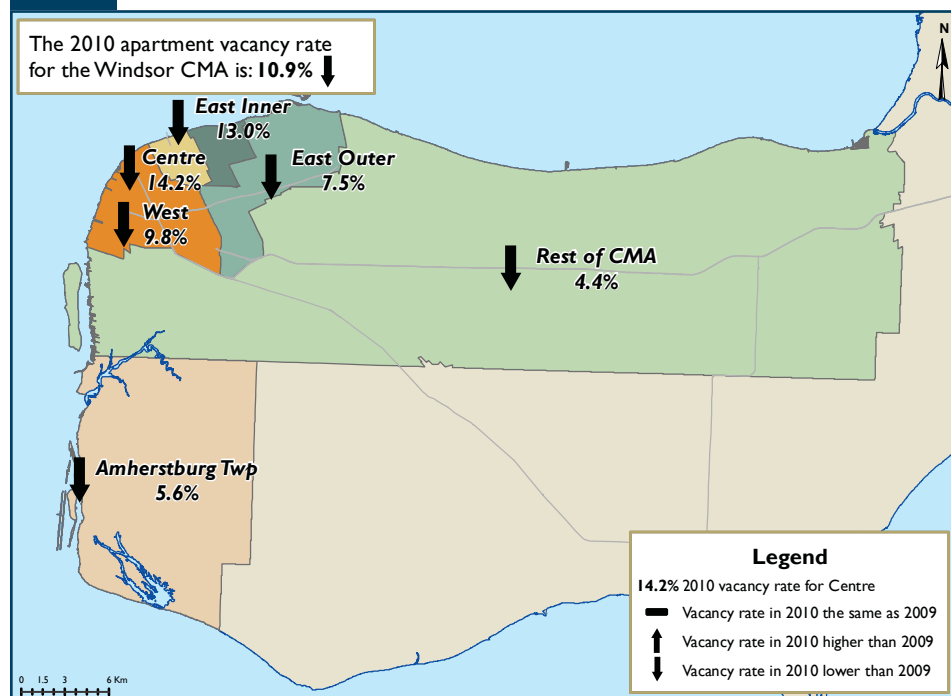 The 2010 apartment vacancy rate
for the Windsor CMA is: 10.9%
N
East Inner
13.0%
Centre
14.2%
East Outer
7.5%
West
9.8%
Rest of CMA
4.4%
Amherstburg Twp
5.6%
Legend
14.2% 2010 vacancy rate for Centre
Vacancy rate in 2010 the same as 2009
Vacancy rate in 2010 higher than 2009
Vacancy rate in 2010 lower than 2009
0 1.5 3 6 Km